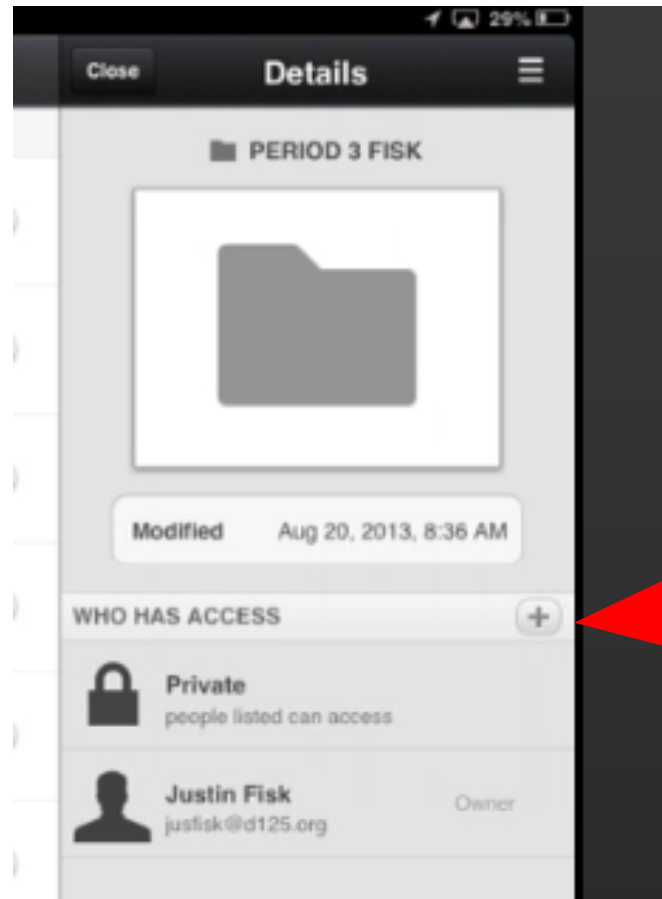 29%
Close Details
PERIOD 3 FISK
Modified Aug 20, 2013, 8:36 AM
WHO HAS ACCESS
Private
people listed can access
Justin Fisk Owner
jusfisk@d125.org